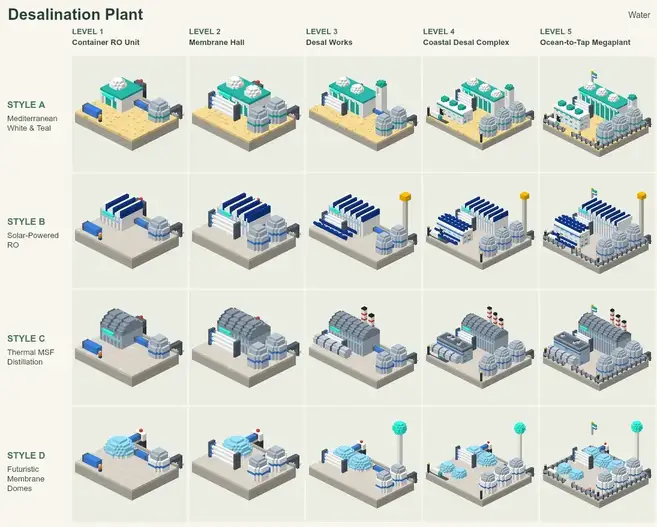 Desalination Plant
Water
LEVEL 1
Container RO Unit
LEVEL 2
Membrane Hall
LEVEL 3
Desal Works
LEVEL 4
Coastal Desal Complex
LEVEL 5
Ocean-to-Tap Megaplant
STYLE A
Mediterranean
White & Teal
STYLE B
Solar-Powered
RO
STYLE C
Thermal MSF
Distillation
STYLE D
Futuristic
Membrane
Domes